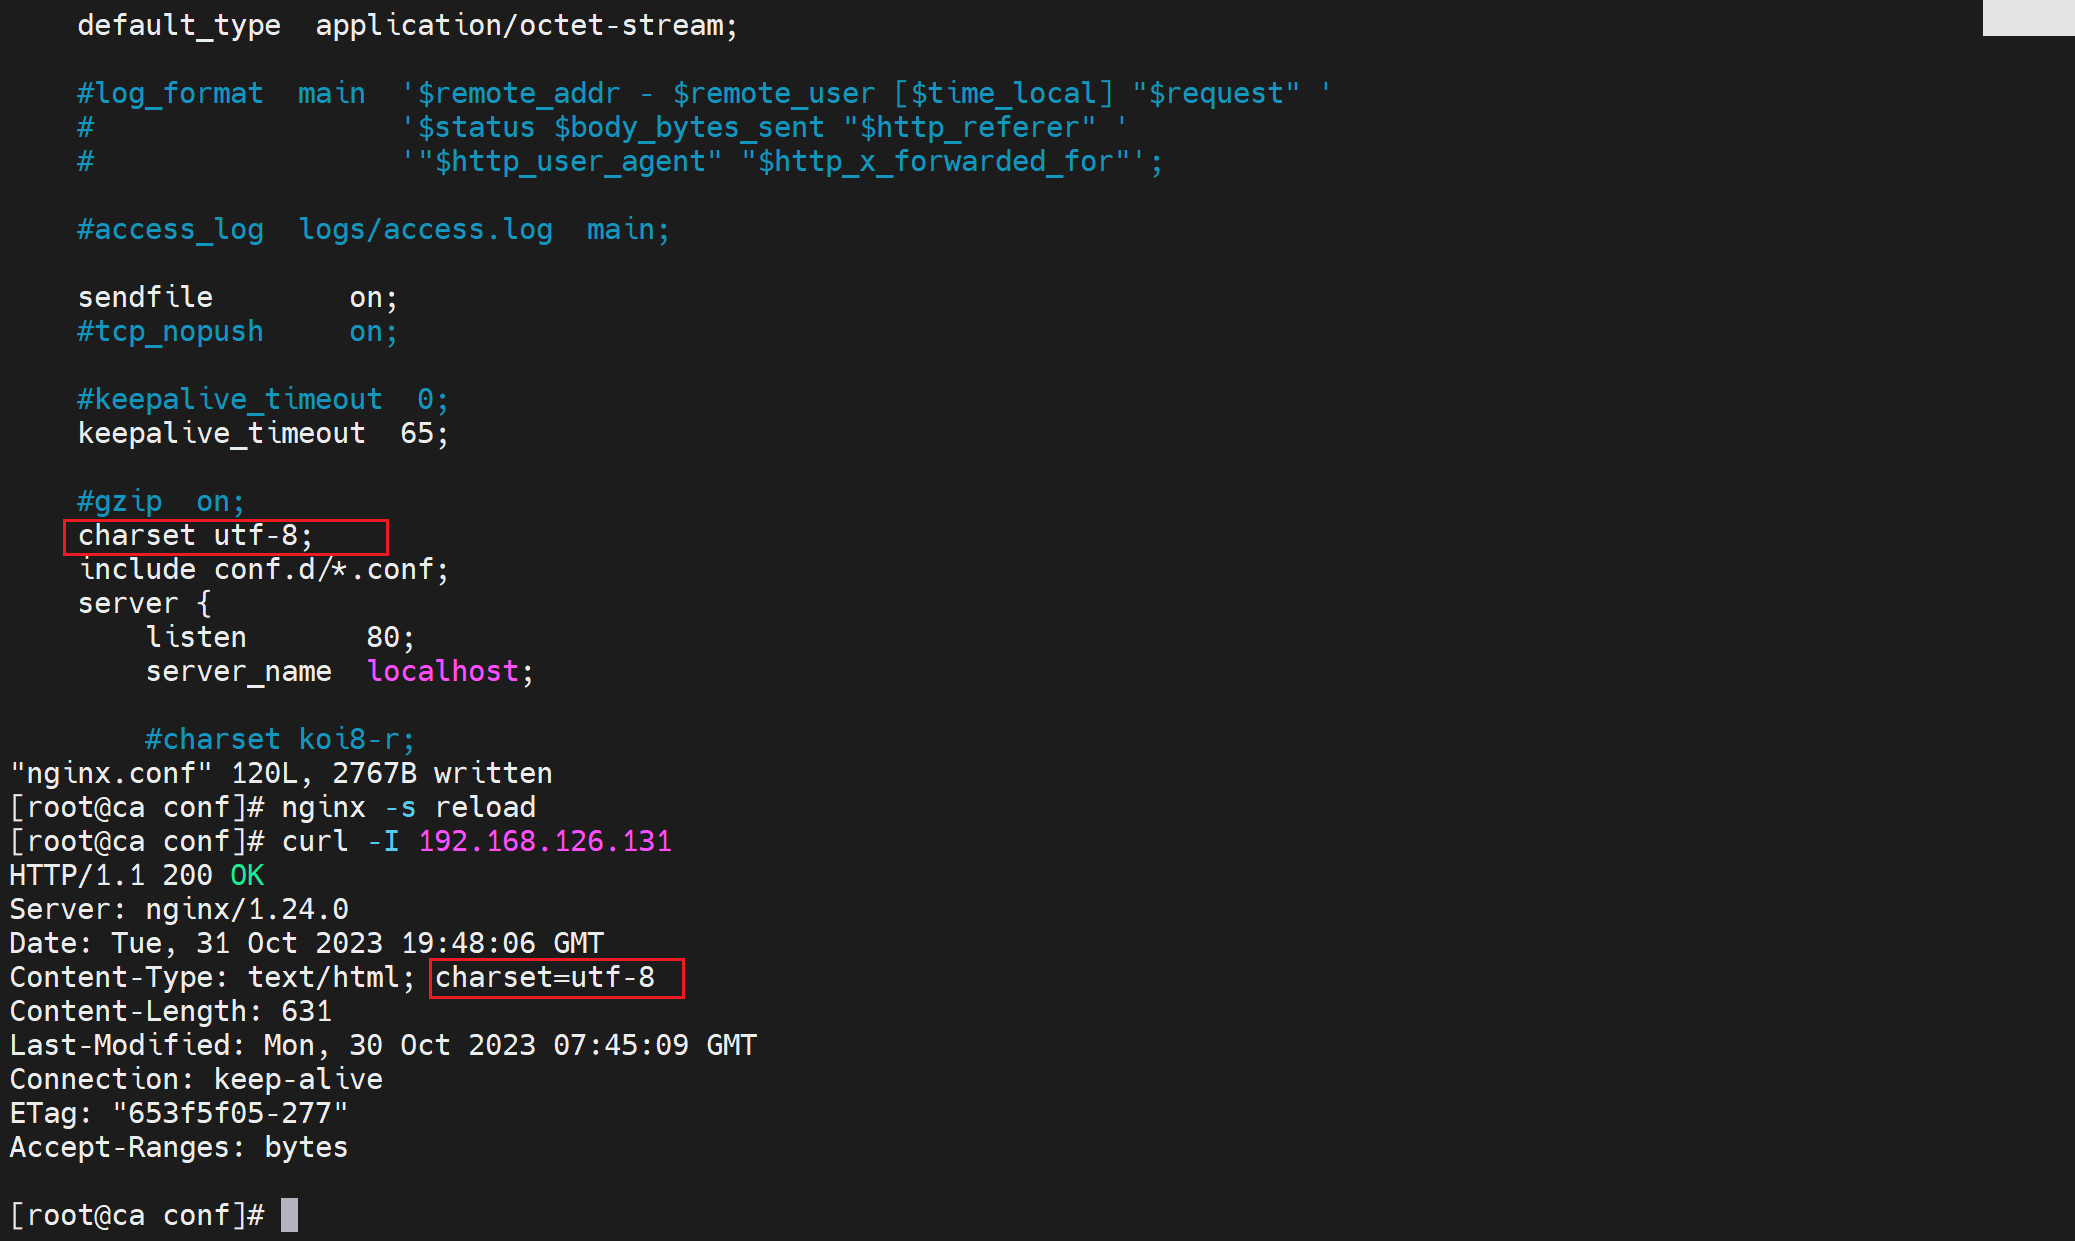 default_type  application/octet-stream;
#log_format  main  '$remote_addr - $remote_user [$time_local] "$request" '
#                  '$status $body_bytes_sent "$http_referer" '
#                  '"$http_user_agent" "$http_x_forwarded_for"';
#access_log  logs/access.log  main;
sendfile        on;
#tcp_nopush     on;
#keepalive_timeout  0;
keepalive_timeout  65;
#gzip  on;
charset utf-8;
include conf.d/*.conf;
server {
listen       80;
server_name  localhost;
#charset koi8-r;
"nginx.conf" 120L, 2767B written
[root@ca conf]# nginx -s reload
[root@ca conf]# curl -I 192.168.126.131
HTTP/1.1 200 OK
Server: nginx/1.24.0
Date: Tue, 31 Oct 2023 19:48:06 GMT
Content-Type: text/html; charset=utf-8
Content-Length: 631
Last-Modified: Mon, 30 Oct 2023 07:45:09 GMT
Connection: keep-alive
ETag: "653f5f05-277"
Accept-Ranges: bytes
[root@ca conf]#